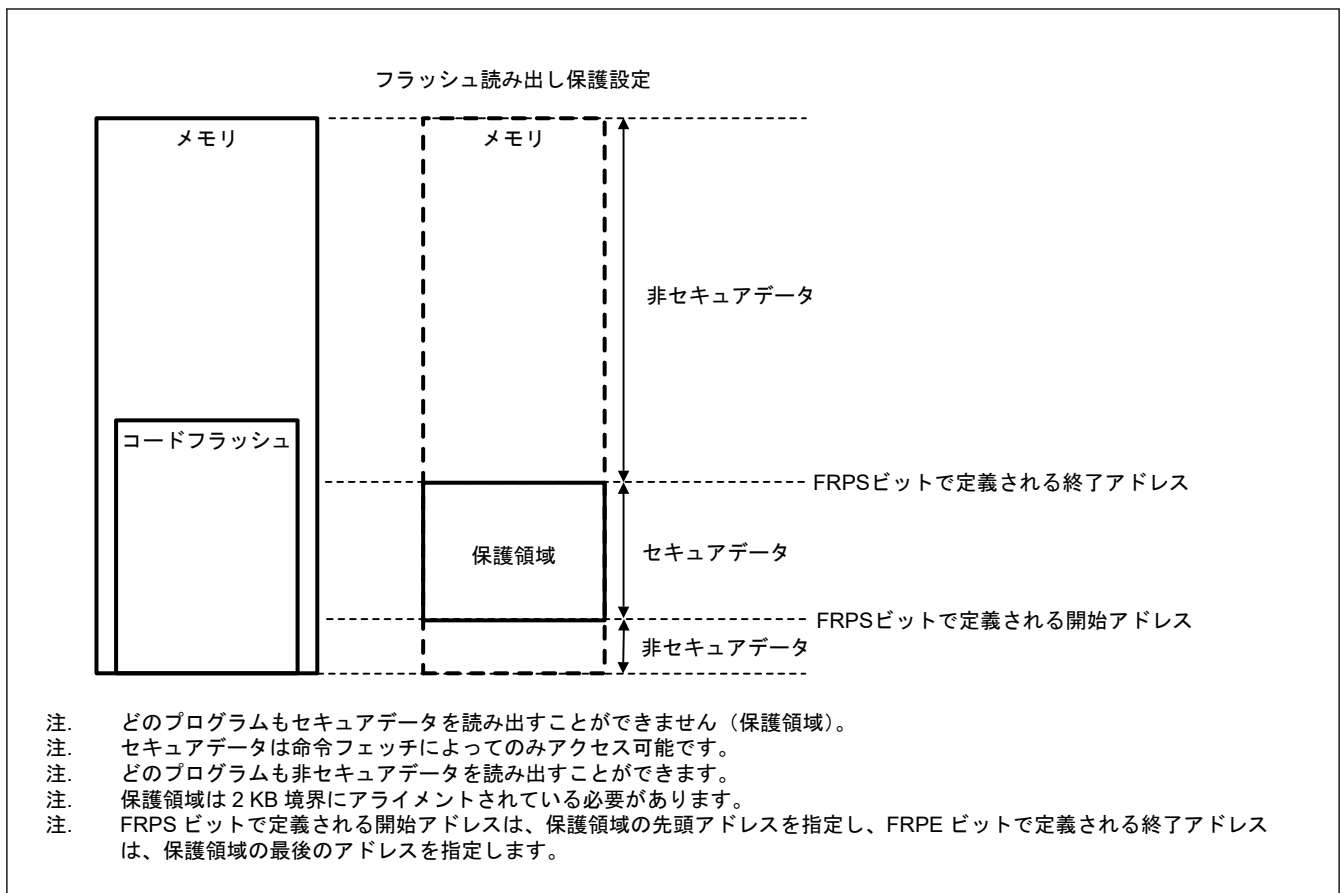 フラッシュ読み出し保護設定
メモリ
メモリ
非セキュアデータ
コードフラッシュ
FRPSビットで定義される終了アドレス
保護領域
セキュアデータ
FRPSビットで定義される開始アドレス
非セキュアデータ
注. どのプログラムもセキュアデータを読み出すことができません（保護領域）。
注. セキュアデータは命令フェッチによってのみアクセス可能です。
注. どのプログラムも非セキュアデータを読み出すことができます。
注. 保護領域は 2 KB 境界にアライメントされている必要があります。
注. FRPS ビットで定義される開始アドレスは、保護領域の先頭アドレスを指定し、FRPE ビットで定義される終了アドレス
は、保護領域の最後のアドレスを指定します。